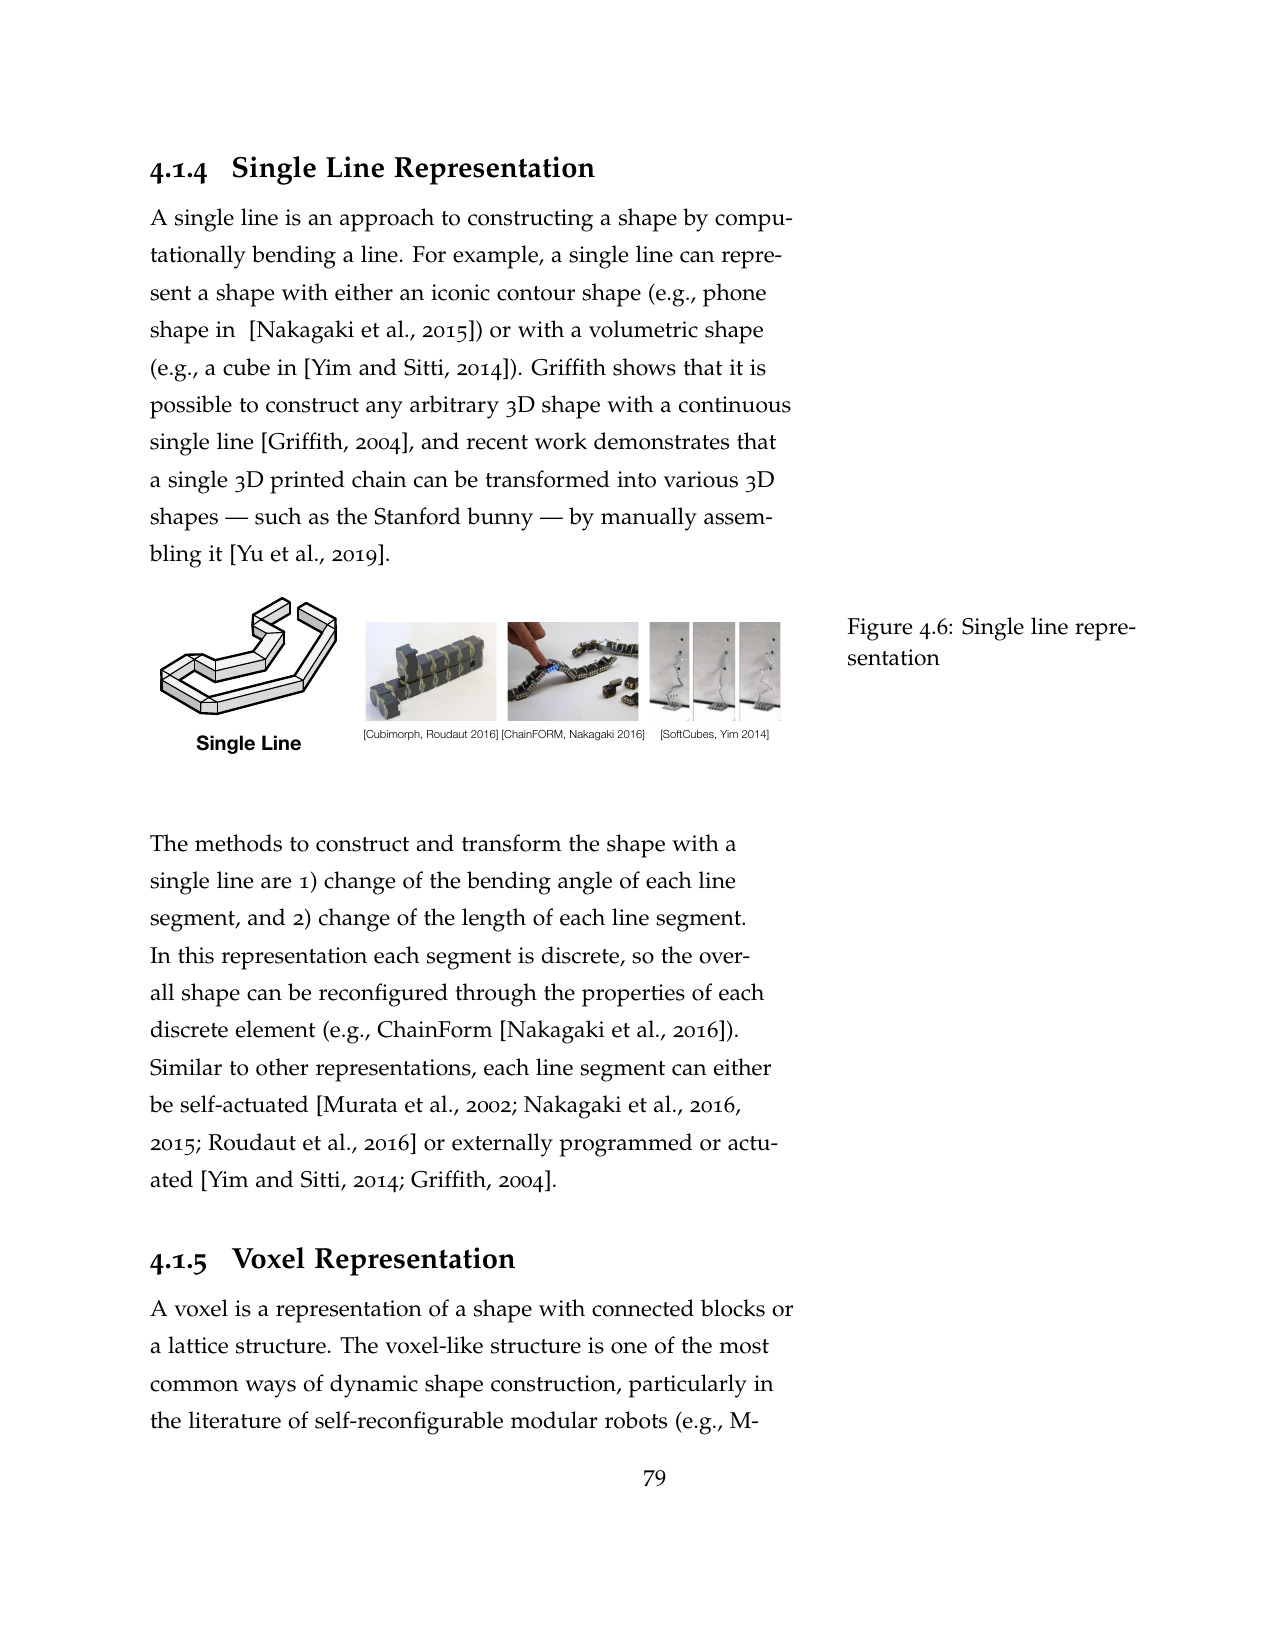 4.1.4 Single Line Representation
A single line is an approach to constructing a shape by compu-
tationally bending a line. For example, a single line can repre-
sent a shape with either an iconic contour shape (e.g., phone
shape in [Nakagaki et al., 2015]) or with a volumetric shape
(e.g., a cube in [Yim and Sitti, 2014]). Griffith shows that it is
possible to construct any arbitrary 3D shape with a continuous
single line [Griffith, 2004], and recent work demonstrates that
a single 3D printed chain can be transformed into various 3D
shapes — such as the Stanford bunny — by manually assem-
bling it [Yu et al., 2019].
Single Line
[Cubimorph, Roudaut 2016] [ChainFORM, Nakagaki 2016] [SoftCubes, Yim 2014]
Figure 4.6: Single line repre-
sentation
The methods to construct and transform the shape with a
single line are 1) change of the bending angle of each line
segment, and 2) change of the length of each line segment.
In this representation each segment is discrete, so the over-
all shape can be reconfigured through the properties of each
discrete element (e.g., ChainForm [Nakagaki et al., 2016]).
Similar to other representations, each line segment can either
be self-actuated [Murata et al., 2002; Nakagaki et al., 2016,
2015; Roudaut et al., 2016] or externally programmed or actu-
ated [Yim and Sitti, 2014; Griffith, 2004].
4.1.5 Voxel Representation
A voxel is a representation of a shape with connected blocks or
a lattice structure. The voxel-like structure is one of the most
common ways of dynamic shape construction, particularly in
the literature of self-reconfigurable modular robots (e.g., M-
79